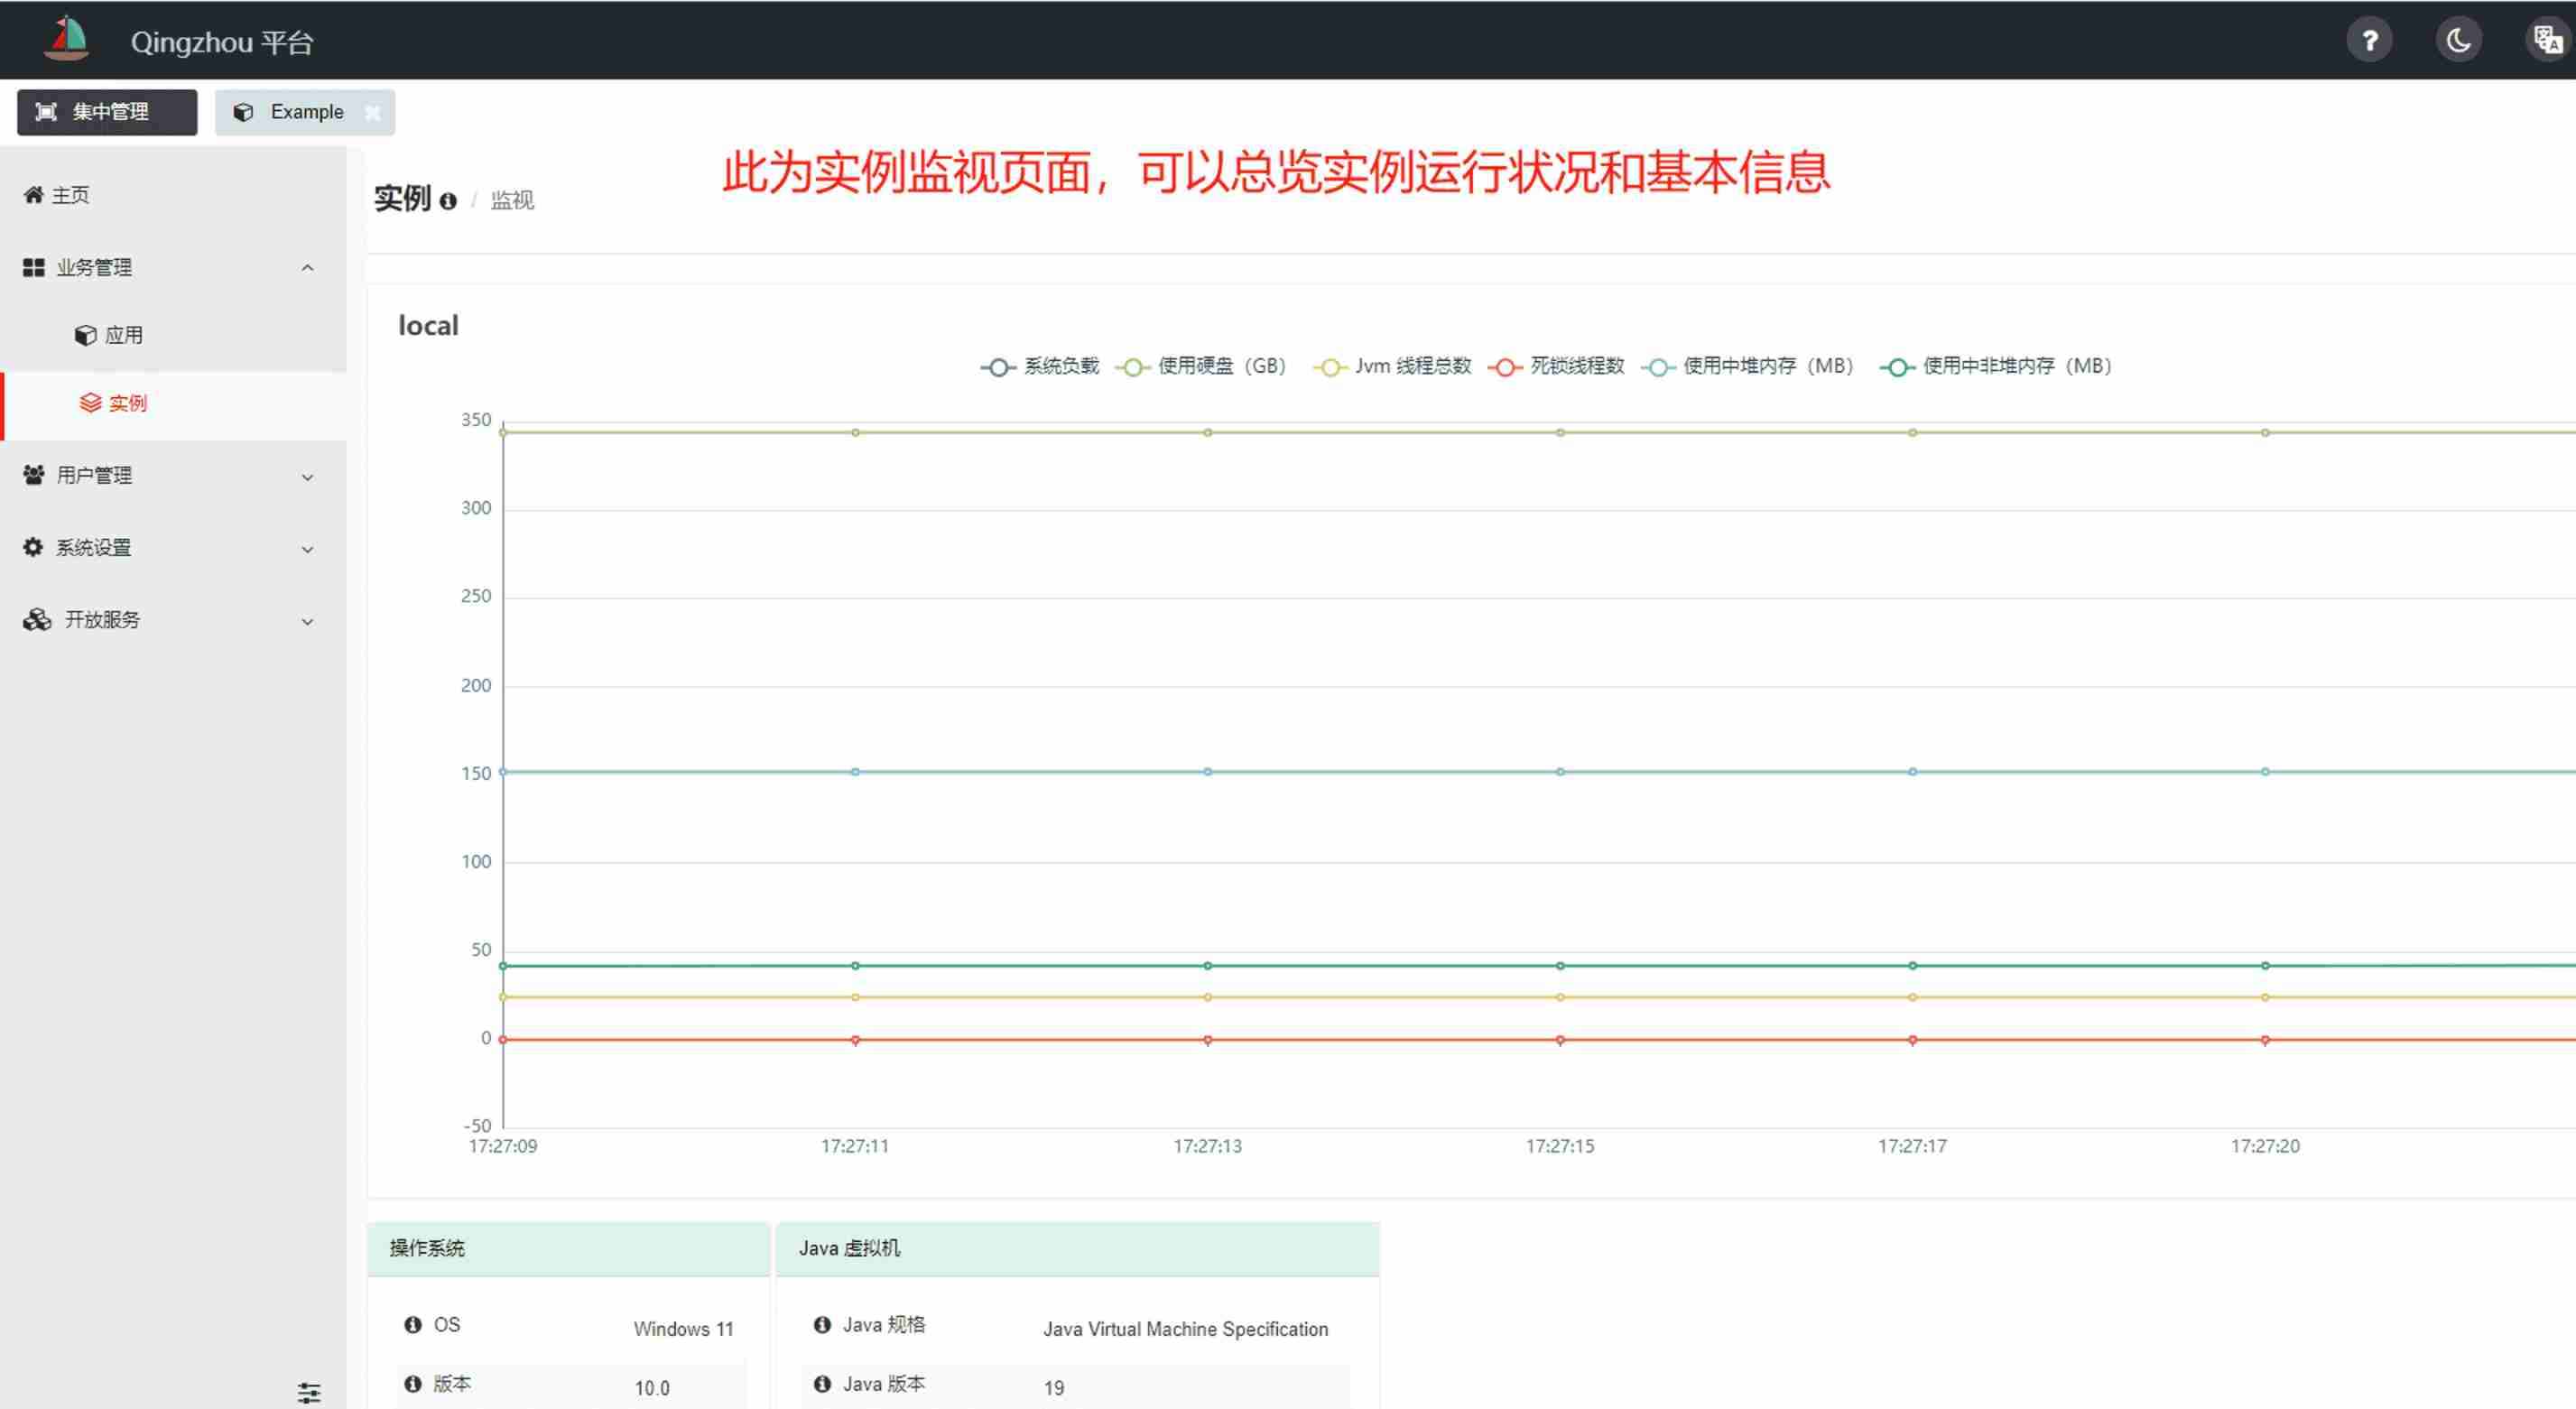 Qingzhou 平台
?
集中管理
Example
此为实例监视页面，可以总览实例运行状况和基本信息
主页
实例 / 监视
业务管理
应用
实例
用户管理
系统设置
开放服务
local
系统负载 使用硬盘（GB） Jvm 线程总数 死锁线程数 使用中堆内存（MB） 使用中非堆内存（MB）
350
300
250
200
150
100
50
0
-50
17:27:09 17:27:11 17:27:13 17:27:15 17:27:17 17:27:20
操作系统
OS Windows 11
版本 10.0
Java 虚拟机
Java 规格 Java Virtual Machine Specification
Java 版本 19